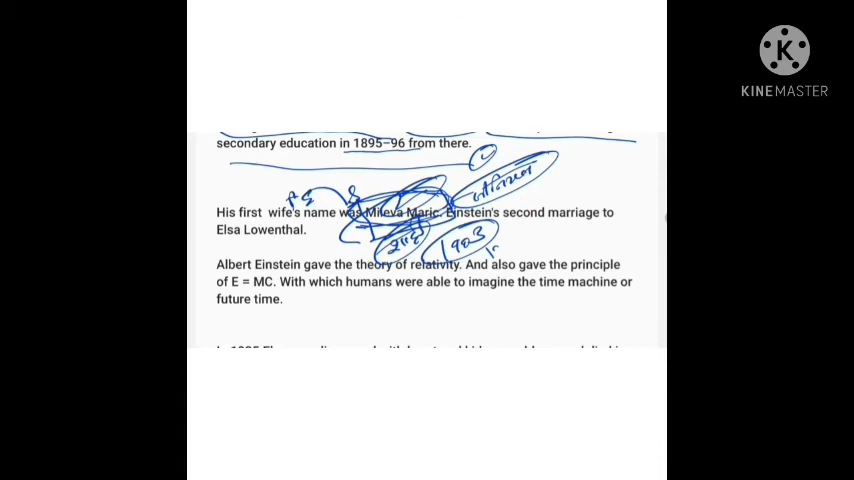 KINEMASTER
secondary education in 1895–96 from there.
जीनियस
His first wife's name was Mileva Maric. Einstein's second marriage to
Elsa Lowenthal.
शादी
1903
Albert Einstein gave the theory of relativity. And also gave the principle
of E = MC. With which humans were able to imagine the time machine or
future time.